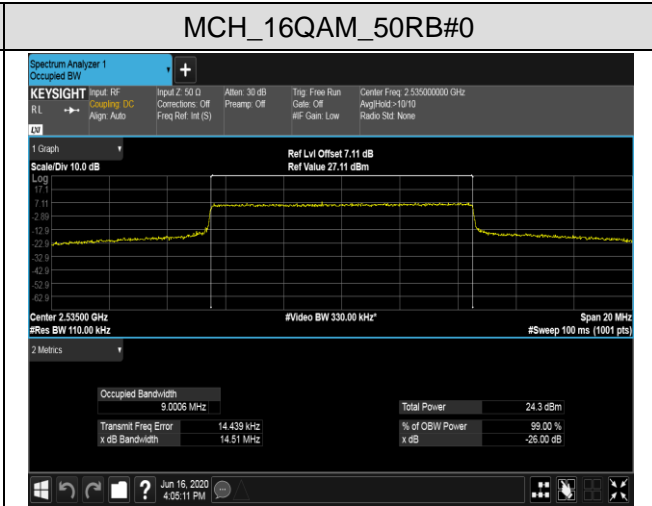 MCH_16QAM_50RB#0
Spectrum Analyzer 1
Occupied BW
+
KEYSIGHT Input: RF Input Z: 50 Ω Atten: 30 dB Trig: Free Run Center Freq: 2.535000000 GHz
RL Coupling: DC Corrections: Off Preamp: Off Gate: Off Avg|Hold:>10/10
Align: Auto Freq Ref: Int (S) #IF Gain: Low Radio Std: None
LXI
1 Graph
Ref Lvl Offset 7.11 dB
Scale/Div 10.0 dB Ref Value 27.11 dBm
Log
17.1
7.11
-2.89
-12.9
-22.9
-32.9
-42.9
-52.9
-62.9
Center 2.53500 GHz #Video BW 330.00 kHz* Span 20 MHz
#Res BW 110.00 kHz #Sweep 100 ms (1001 pts)
2 Metrics
Occupied Bandwidth
9.0006 MHz Total Power 24.3 dBm
Transmit Freq Error 14.439 kHz % of OBW Power 99.00 %
x dB Bandwidth 14.51 MHz x dB -26.00 dB
? Jun 16, 2020
4:05:11 PM